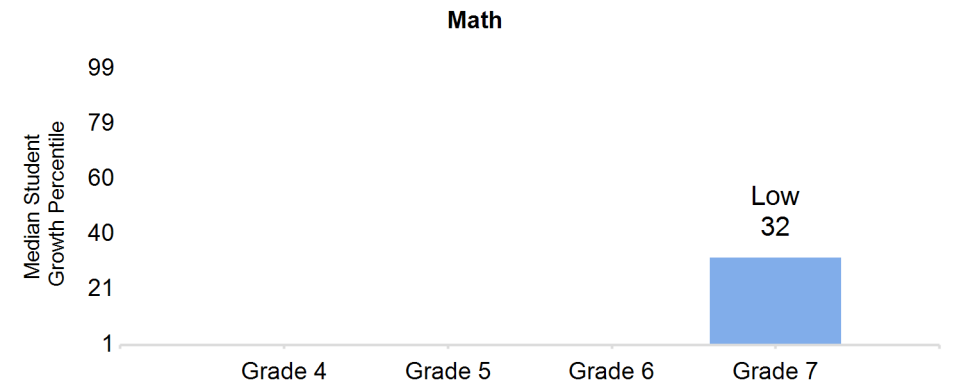 Math
Median Student
Growth Percentile
99
79
60
40
21
1
Low
32
Grade 4
Grade 5
Grade 6
Grade 7